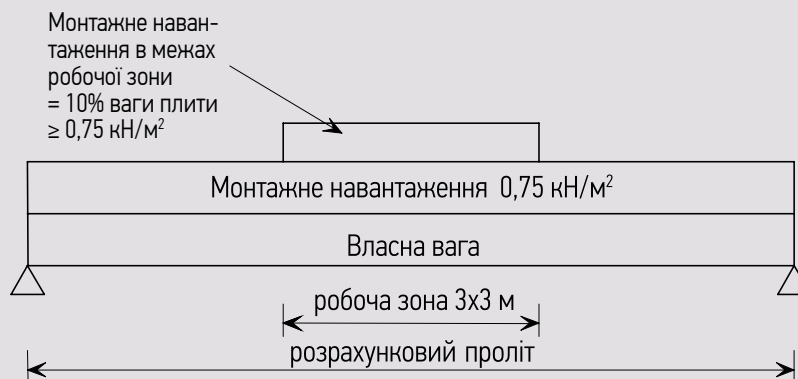 Монтажне наван-
таження в межах
робочої зони
= 10% ваги плити
≥ 0,75 кН/м²
Монтажне навантаження 0,75 кН/м²
Власна вага
робоча зона 3х3 м
розрахунковий проліт